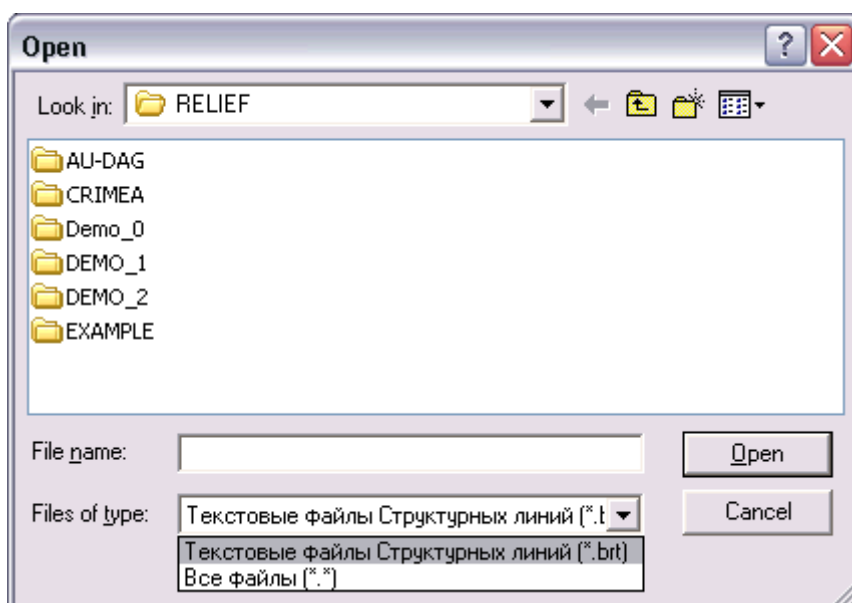 Open
Look in: RELIEF
AU-DAG
CRIMEA
Demo_0
DEMO_1
DEMO_2
EXAMPLE
File name:
Open
Files of type: Текстовые файлы Структурных линий (*.b
Cancel
Текстовые файлы Структурных линий (*.brt)
Все файлы (*.*)